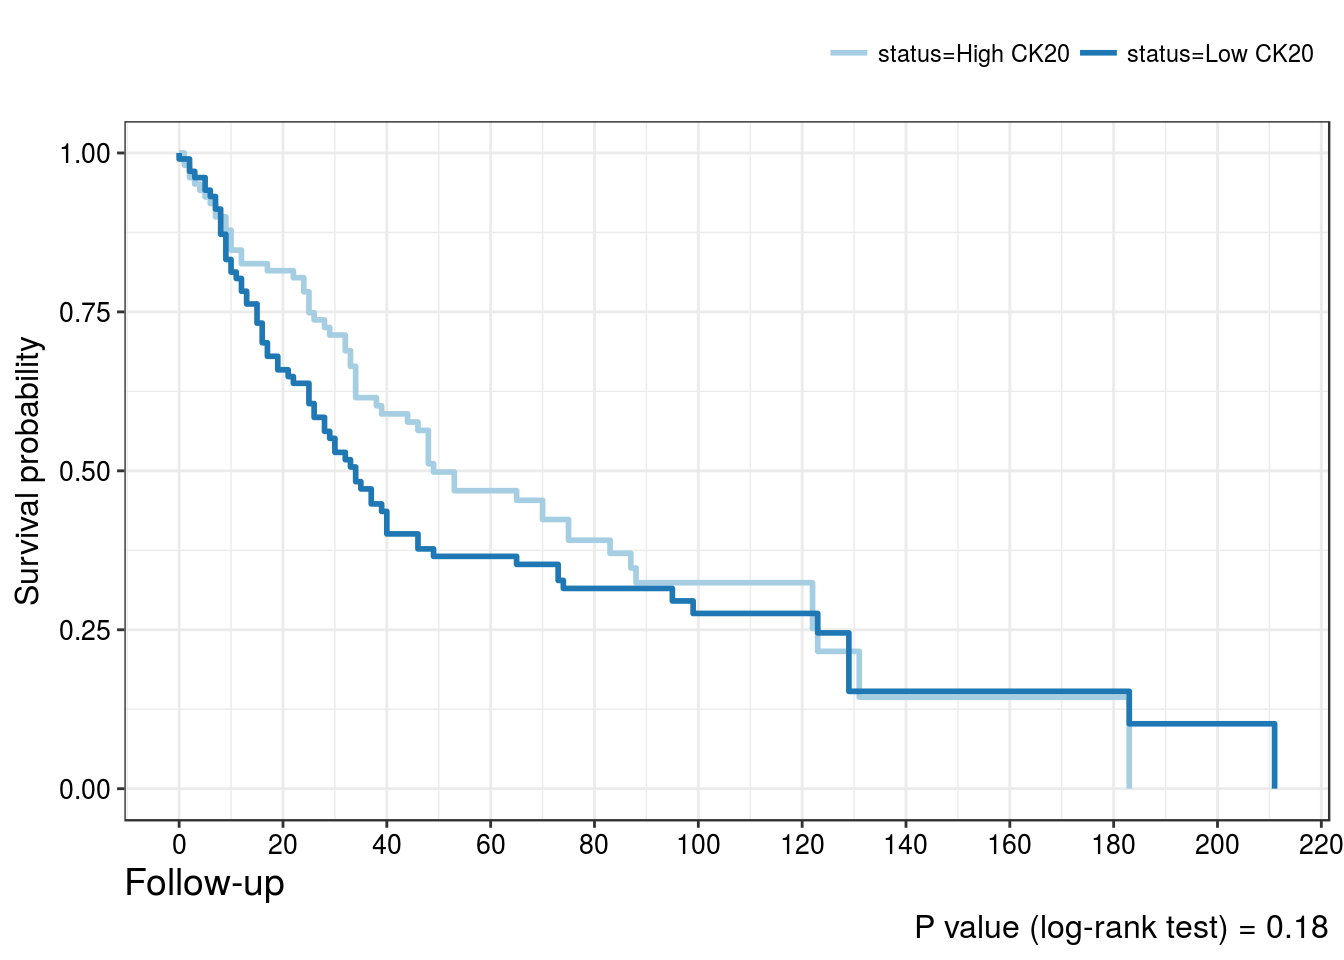 status=High CK20 status=Low CK20
Survival probability
1.00
0.75
0.50
0.25
0.00
0 20 40 60 80 100 120 140 160 180 200 220
Follow-up
P value (log-rank test) = 0.18